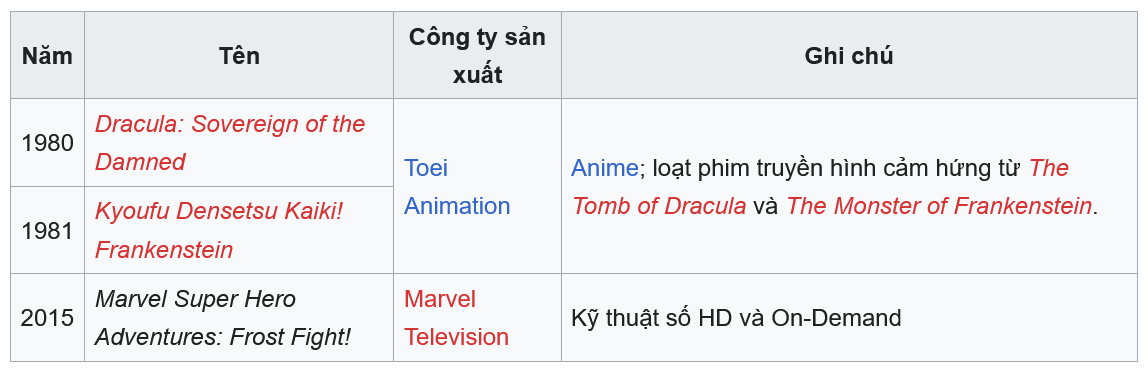 Năm
Tên
Công ty sản
xuất
Ghi chú
1980
Dracula: Sovereign of the
Damned
Toei
Animation
Anime; loạt phim truyền hình cảm hứng từ The
Tomb of Dracula và The Monster of Frankenstein.
1981
Kyoufu Densetsu Kaiki!
Frankenstein
2015
Marvel Super Hero
Adventures: Frost Fight!
Marvel
Television
Kỹ thuật số HD và On-Demand